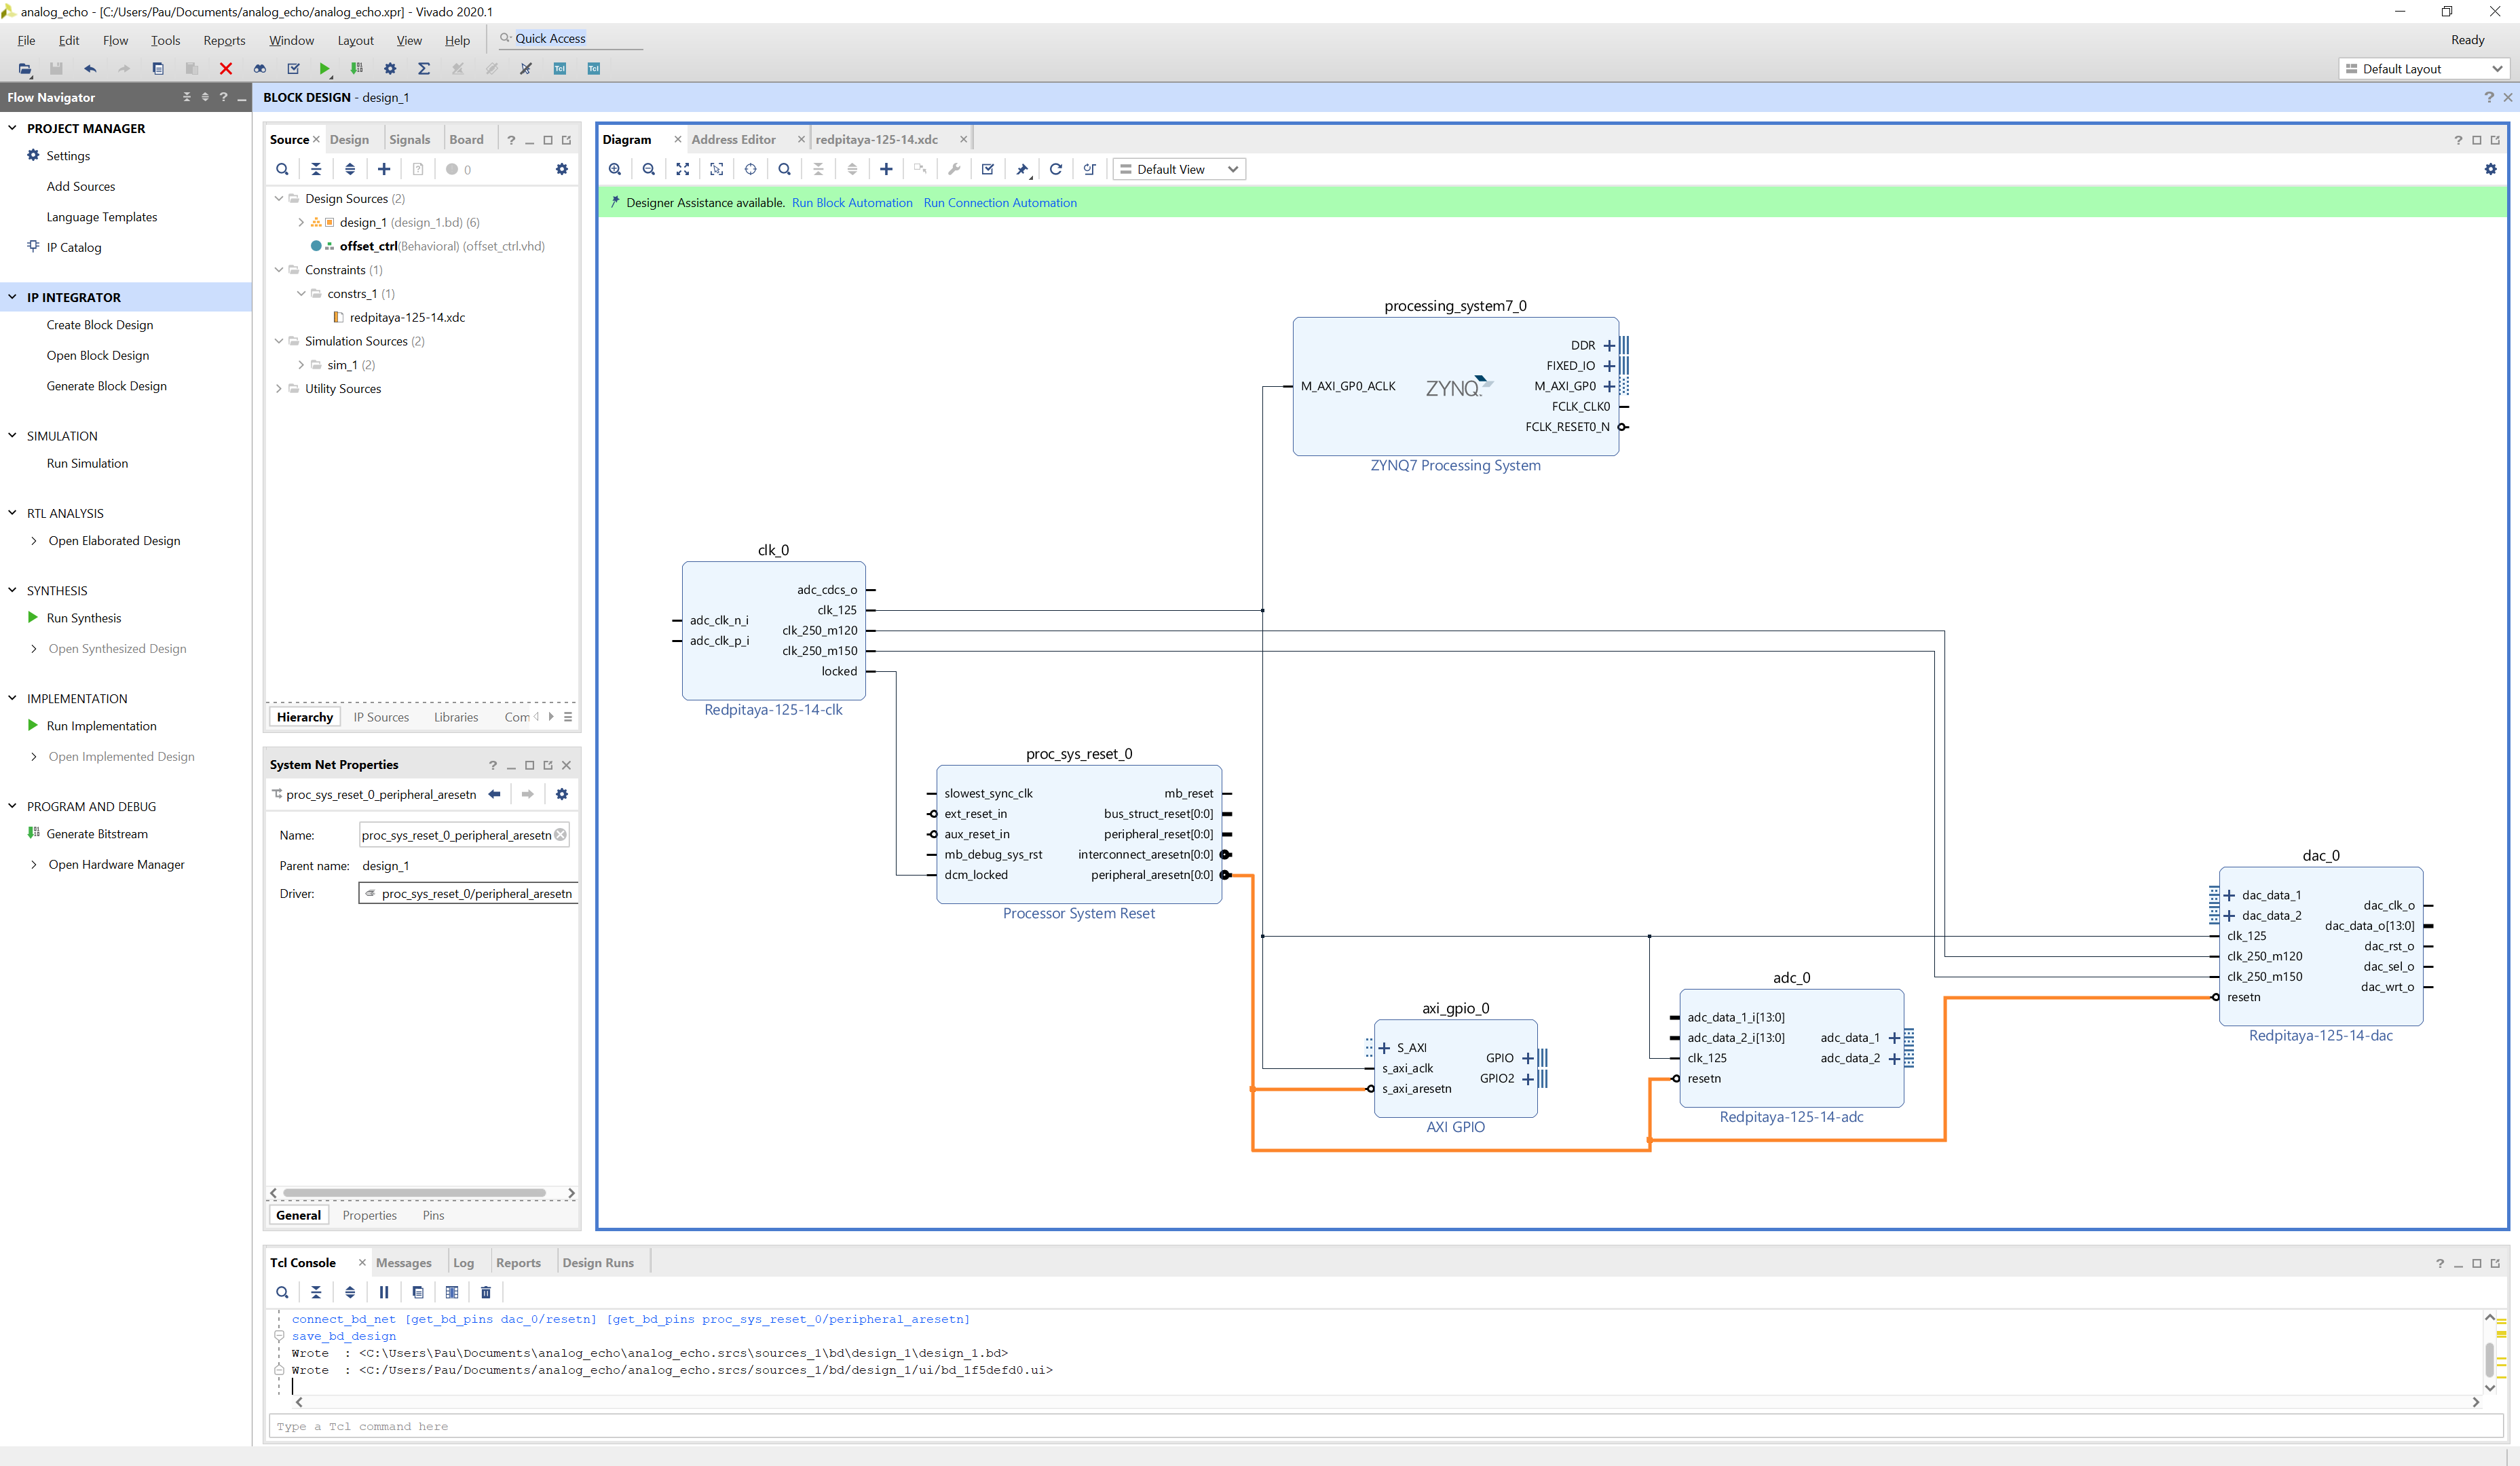 analog_echo - [C:/Users/Pau/Documents/analog_echo/analog_echo.xpr] - Vivado 2020.1
File Edit Flow Tools Reports Window Layout View Help Quick Access
Ready
Default Layout
Flow Navigator
PROJECT MANAGER
Settings
Add Sources
Language Templates
IP Catalog
IP INTEGRATOR
Create Block Design
Open Block Design
Generate Block Design
SIMULATION
Run Simulation
RTL ANALYSIS
Open Elaborated Design
SYNTHESIS
Run Synthesis
Open Synthesized Design
IMPLEMENTATION
Run Implementation
Open Implemented Design
PROGRAM AND DEBUG
Generate Bitstream
Open Hardware Manager
BLOCK DESIGN - design_1
Source Design Signals Board
0
Design Sources (2)
design_1 (design_1.bd) (6)
offset_ctrl(Behavioral) (offset_ctrl.vhd)
Constraints (1)
constrs_1 (1)
redpitaya-125-14.xdc
Simulation Sources (2)
sim_1 (2)
Utility Sources
Hierarchy IP Sources Libraries Com
System Net Properties
proc_sys_reset_0_peripheral_aresetn
Name: proc_sys_reset_0_peripheral_aresetn
Parent name: design_1
Driver: proc_sys_reset_0/peripheral_aresetn
General Properties Pins
Diagram Address Editor redpitaya-125-14.xdc
Default View
Designer Assistance available. Run Block Automation Run Connection Automation
processing_system7_0
DDR
FIXED_IO
M_AXI_GP0_ACLK ZYNQ. M_AXI_GP0
FCLK_CLK0
FCLK_RESET0_N
ZYNQ7 Processing System
clk_0
adc_cdcs_o
clk_125
adc_clk_n_i
clk_250_m120
adc_clk_p_i
clk_250_m150
locked
Redpitaya-125-14-clk
proc_sys_reset_0
slowest_sync_clk mb_reset
ext_reset_in bus_struct_reset[0:0]
aux_reset_in peripheral_reset[0:0]
mb_debug_sys_rst interconnect_aresetn[0:0]
dcm_locked peripheral_aresetn[0:0]
Processor System Reset
axi_gpio_0
S_AXI
GPIO
s_axi_aclk
GPIO2
s_axi_aresetn
AXI GPIO
adc_0
adc_data_1_i[13:0]
adc_data_2_i[13:0] adc_data_1
clk_125 adc_data_2
resetn
Redpitaya-125-14-adc
dac_0
dac_data_1
dac_clk_o
dac_data_2
dac_data_o[13:0]
clk_125
dac_rst_o
clk_250_m120
dac_sel_o
clk_250_m150
dac_wrt_o
resetn
Redpitaya-125-14-dac
Tcl Console Messages Log Reports Design Runs
connect_bd_net [get_bd_pins dac_0/resetn] [get_bd_pins proc_sys_reset_0/peripheral_aresetn]
save_bd_design
Wrote : <C:\Users\Pau\Documents\analog_echo\analog_echo.srcs\sources_1\bd\design_1\design_1.bd>
Wrote : <C:/Users/Pau/Documents/analog_echo/analog_echo.srcs/sources_1/bd/design_1/ui/bd_1f5defd0.ui>
Type a Tcl command here